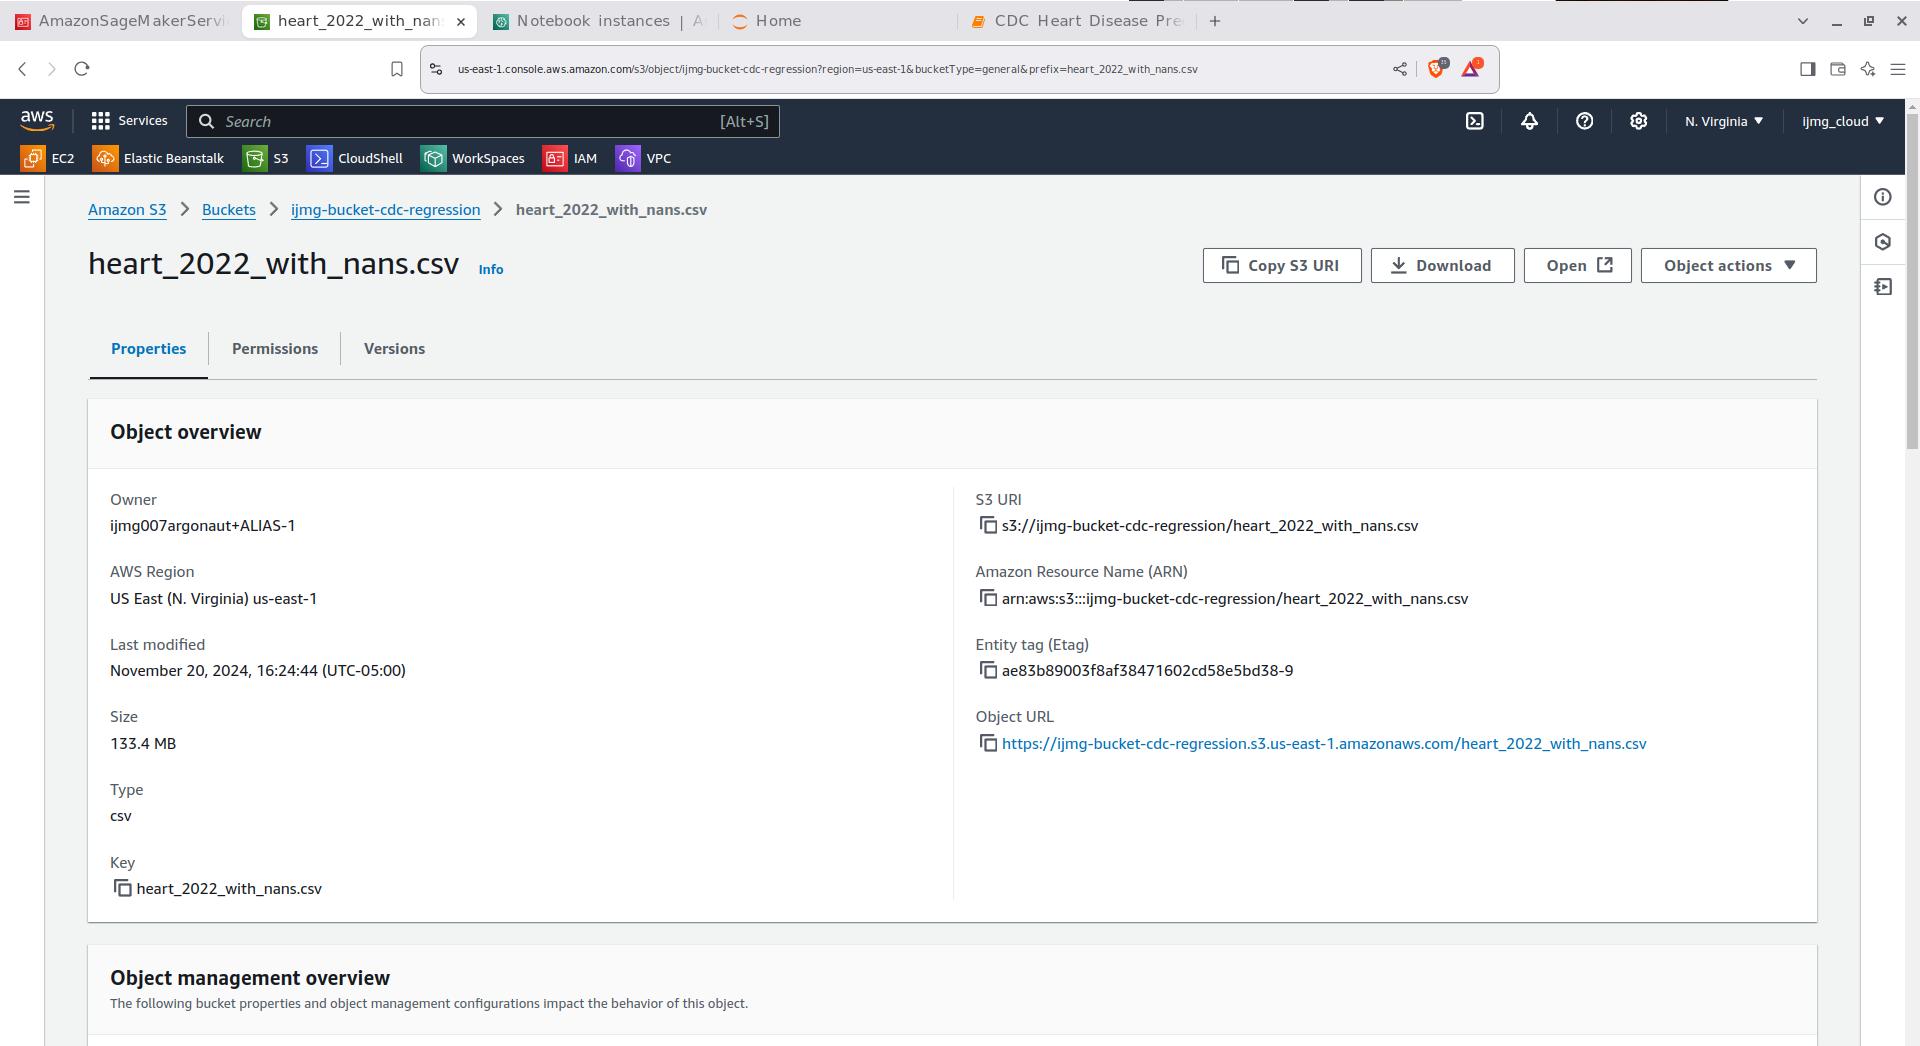 AmazonSageMakerServi
heart_2022_with_nan
Notebook instances | A
Home
CDC Heart Disease Pre
us-east-1.console.aws.amazon.com/s3/object/ijmg-bucket-cdc-regression?region=us-east-1&bucketType=general&prefix=heart_2022_with_nans.csv
aws
Services
Search
[Alt+S]
N. Virginia
ijmg_cloud
EC2
Elastic Beanstalk
S3
CloudShell
WorkSpaces
IAM
VPC
Amazon S3
Buckets
ijmg-bucket-cdc-regression
heart_2022_with_nans.csv
heart_2022_with_nans.csv
Info
Copy S3 URI
Download
Open
Object actions
Properties
Permissions
Versions
Object overview
Owner
ijmg007argonaut+ALIAS-1
AWS Region
US East (N. Virginia) us-east-1
Last modified
November 20, 2024, 16:24:44 (UTC-05:00)
Size
133.4 MB
Type
csv
Key
heart_2022_with_nans.csv
S3 URI
s3://ijmg-bucket-cdc-regression/heart_2022_with_nans.csv
Amazon Resource Name (ARN)
arn:aws:s3:::ijmg-bucket-cdc-regression/heart_2022_with_nans.csv
Entity tag (Etag)
ae83b89003f8af38471602cd58e5bd38-9
Object URL
https://ijmg-bucket-cdc-regression.s3.us-east-1.amazonaws.com/heart_2022_with_nans.csv
Object management overview
The following bucket properties and object management configurations impact the behavior of this object.